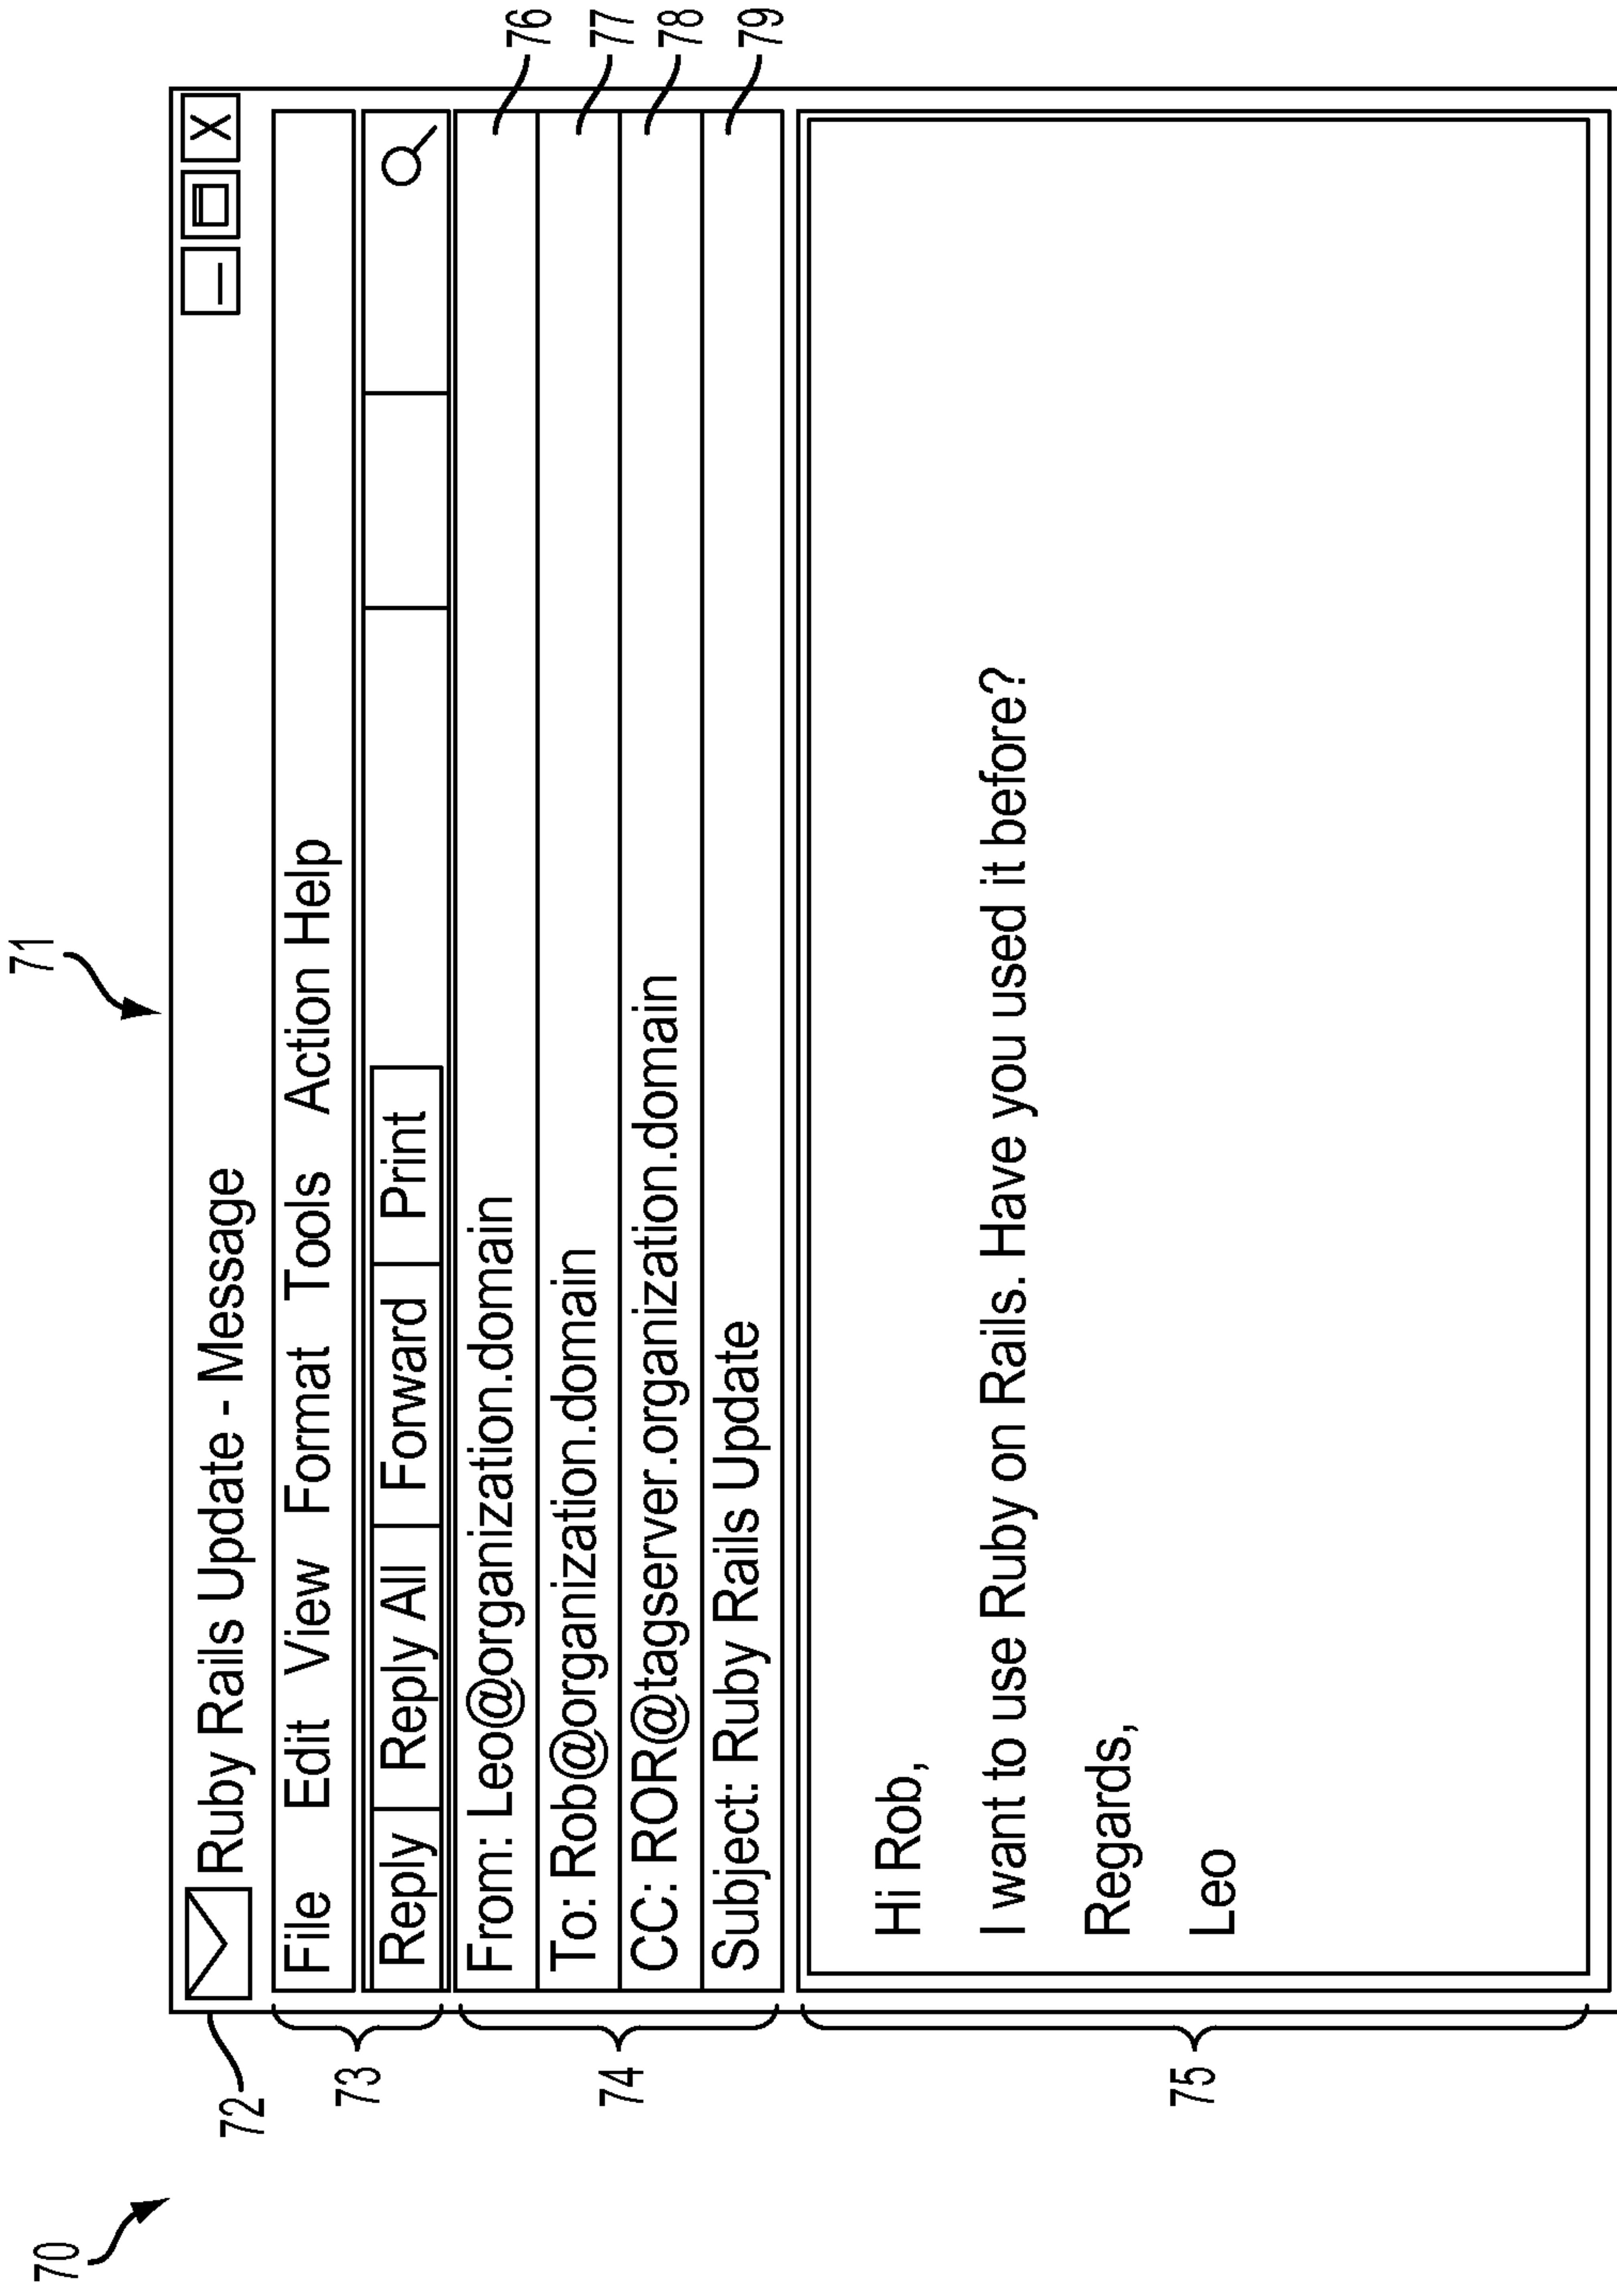 70
71
72
Ruby Rails Update - Message
X
73
File Edit View Format Tools Action Help
Reply Reply All Forward Print
74
From: Leo@organization.domain
76
To: Rob@organization.domain
77
CC: ROR@tagserver.organization.domain
78
Subject: Ruby Rails Update
79
75
Hi Rob,
I want to use Ruby on Rails. Have you used it before?
Regards,
Leo